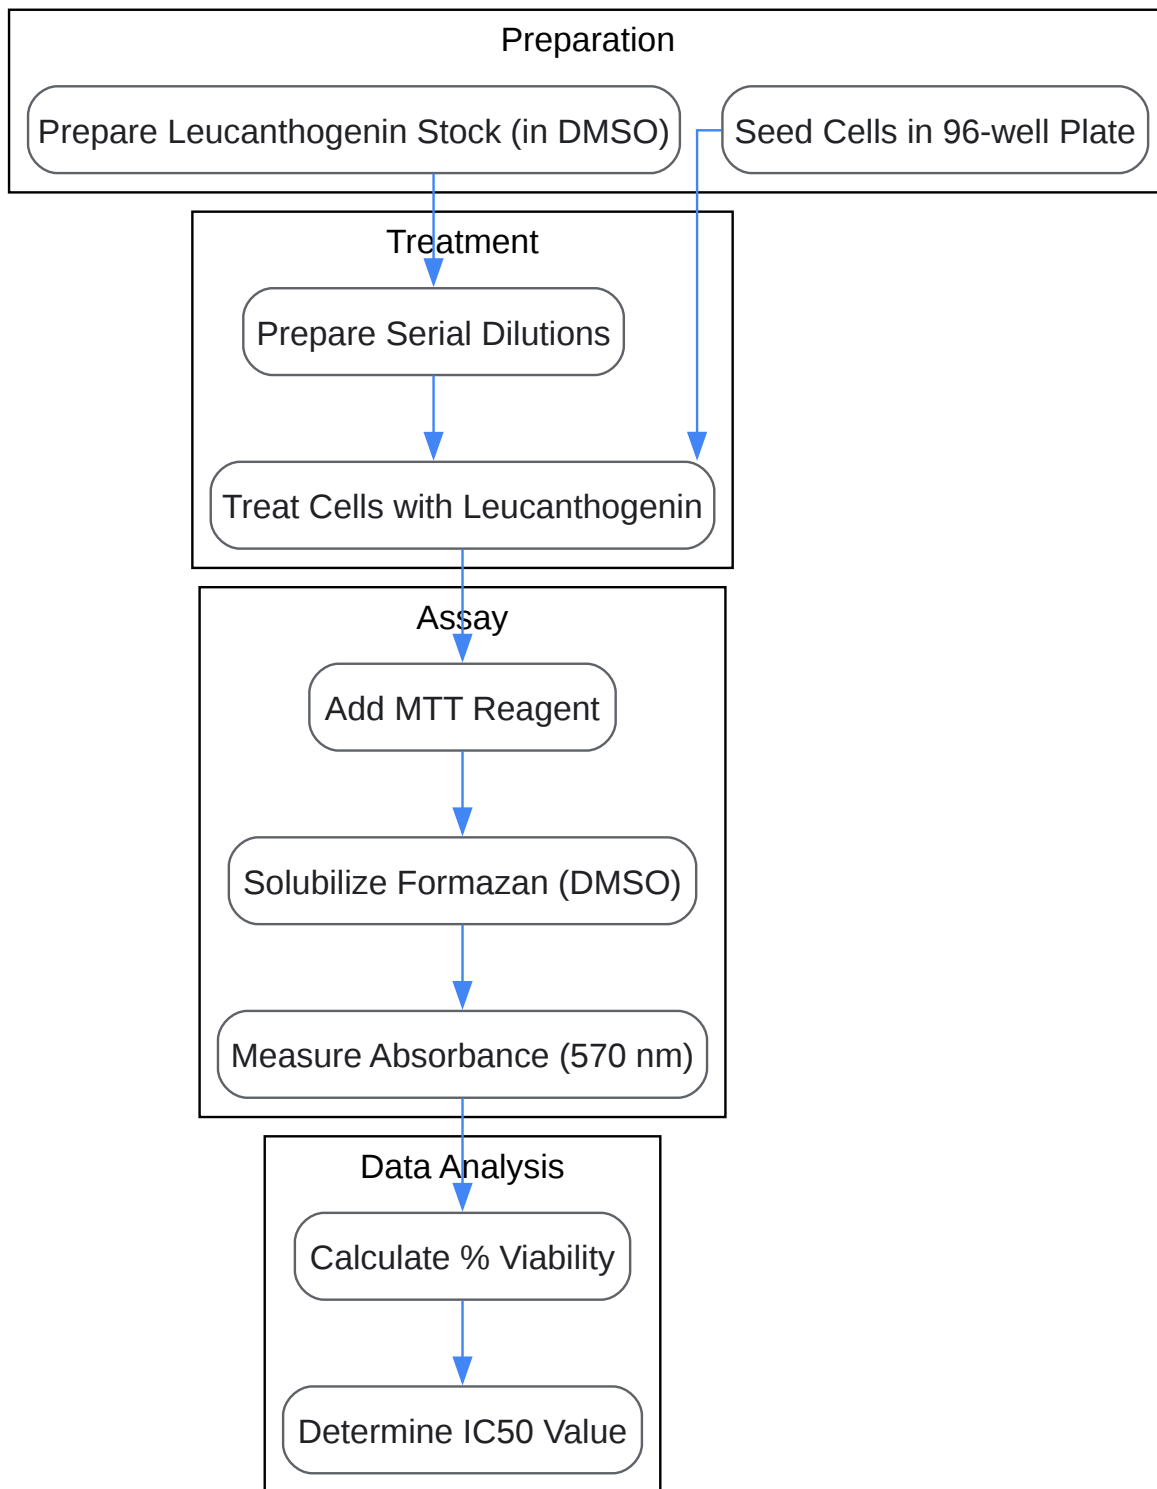 Preparation
Prepare Leucanthogenin Stock (in DMSO)
Seed Cells in 96-well Plate
Treatment
Prepare Serial Dilutions
Treat Cells with Leucanthogenin
Assay
Add MTT Reagent
Solubilize Formazan (DMSO)
Measure Absorbance (570 nm)
Data Analysis
Calculate % Viability
Determine IC50 Value